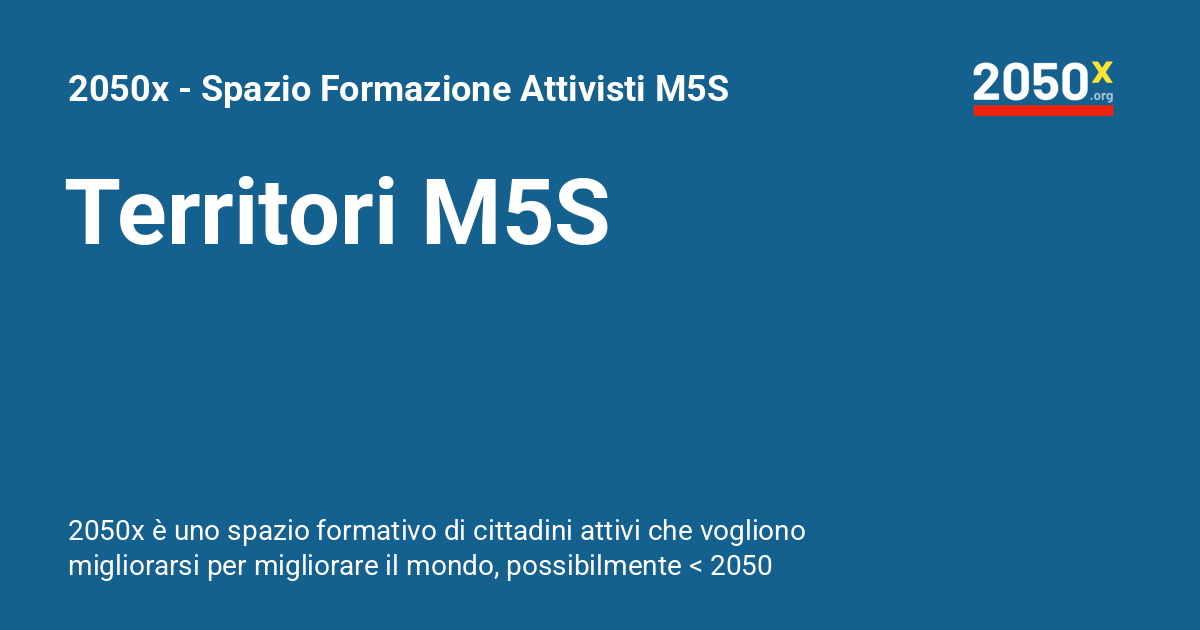 2050x - Spazio Formazione Attivisti M5S
2050x
.org
Territori M5S
2050x è uno spazio formativo di cittadini attivi che vogliono
migliorarsi per migliorare il mondo, possibilmente < 2050